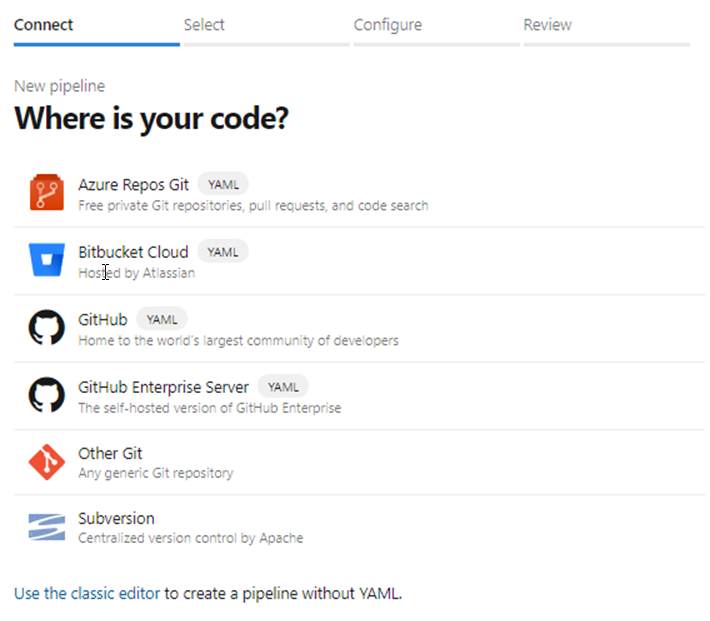 Connect Select Configure Review
New pipeline
Where is your code?
Azure Repos Git YAML
Free private Git repositories, pull requests, and code search
Bitbucket Cloud YAML
Hosted by Atlassian
GitHub YAML
Home to the world's largest community of developers
GitHub Enterprise Server YAML
The self-hosted version of GitHub Enterprise
Other Git
Any generic Git repository
Subversion
Centralized version control by Apache
Use the classic editor to create a pipeline without YAML.